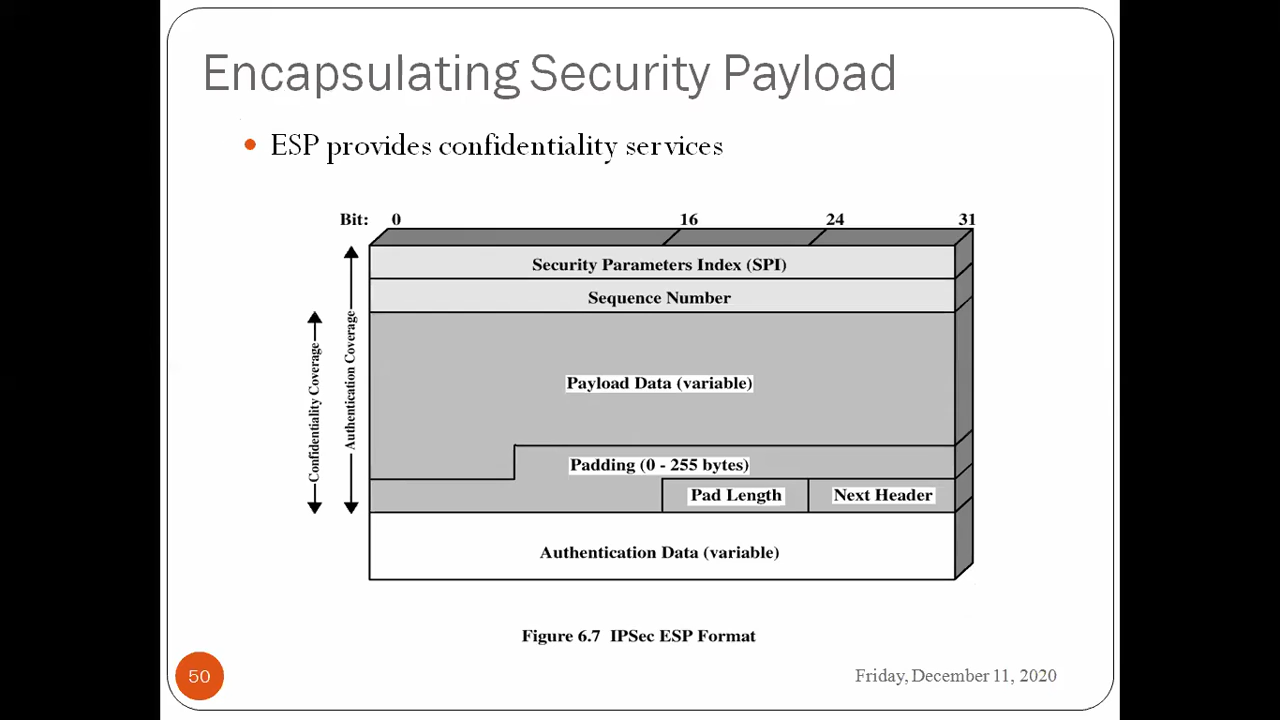 Encapsulating Security Payload
• ESP provides confidentiality services
Bit: 0 16 24 31
Security Parameters Index (SPI)
Sequence Number
Confidentiality Coverage
Authentication Coverage
Payload Data (variable)
Padding (0 - 255 bytes)
Pad Length Next Header
Authentication Data (variable)
Figure 6.7 IPSec ESP Format
50
Friday, December 11, 2020